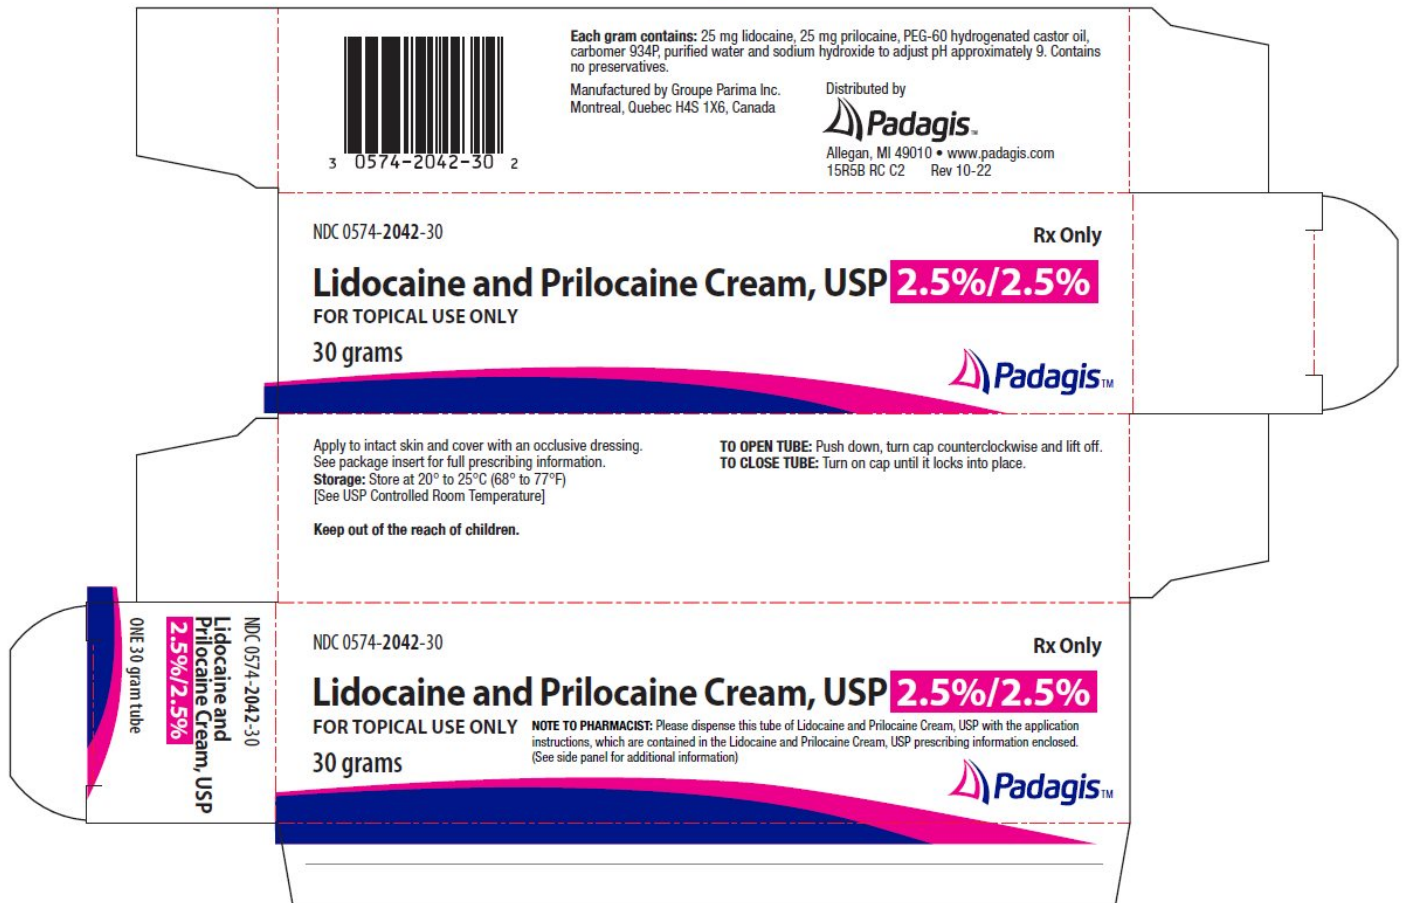 Each gram contains: 25 mg lidocaine, 25 mg prilocaine, PEG-60 hydrogenated castor oil,
carbomer 934P, purified water and sodium hydroxide to adjust pH approximately 9. Contains
no preservatives.
Manufactured by Groupe Parima Inc.
Montreal, Quebec H4S 1X6, Canada
Distributed by
Padagis™
Allegan, MI 49010 • www.padagis.com
15R5B RC C2 Rev 10-22
3 0574-2042-30 2
NDC 0574-2042-30
Rx Only
Lidocaine and Prilocaine Cream, USP 2.5%/2.5%
FOR TOPICAL USE ONLY
30 grams
Padagis™
Apply to intact skin and cover with an occlusive dressing.
See package insert for full prescribing information.
Storage: Store at 20° to 25°C (68° to 77°F)
[See USP Controlled Room Temperature]
Keep out of the reach of children.
TO OPEN TUBE: Push down, turn cap counterclockwise and lift off.
TO CLOSE TUBE: Turn on cap until it locks into place.
NDC 0574-2042-30
Lidocaine and
Prilocaine Cream, USP
2.5%/2.5%
ONE 30 gram tube
NDC 0574-2042-30
Rx Only
Lidocaine and Prilocaine Cream, USP 2.5%/2.5%
FOR TOPICAL USE ONLY
NOTE TO PHARMACIST: Please dispense this tube of Lidocaine and Prilocaine Cream, USP with the application
instructions, which are contained in the Lidocaine and Prilocaine Cream, USP prescribing information enclosed.
(See side panel for additional information)
30 grams
Padagis™